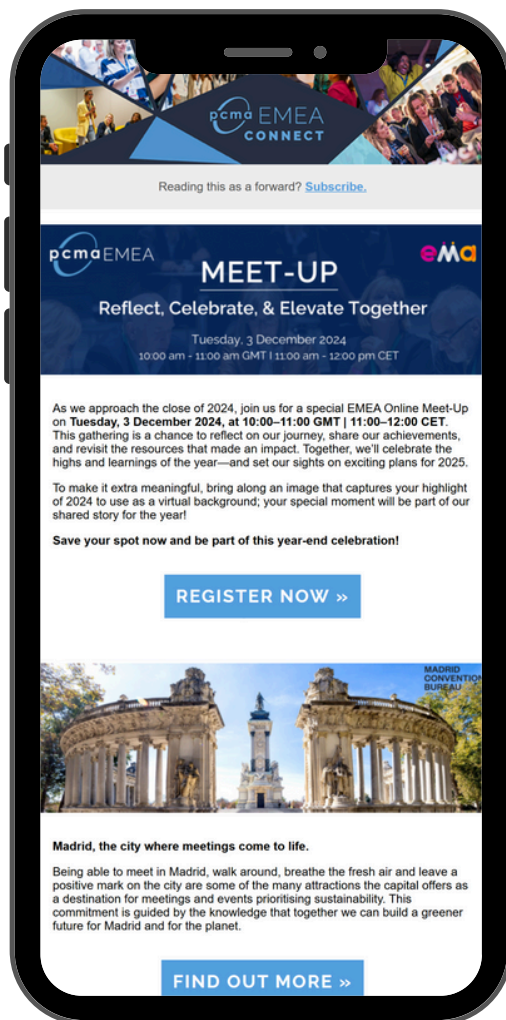 pcma EMEA
CONNECT
Reading this as a forward? Subscribe.
pcma EMEA
ema
MEET-UP
Reflect, Celebrate, & Elevate Together
Tuesday, 3 December 2024
10:00 am - 11:00 am GMT | 11:00 am - 12:00 pm CET
As we approach the close of 2024, join us for a special EMEA Online Meet-Up
on Tuesday, 3 December 2024, at 10:00–11:00 GMT | 11:00–12:00 CET.
This gathering is a chance to reflect on our journey, share our achievements,
and revisit the resources that made an impact. Together, we'll celebrate the
highs and learnings of the year—and set our sights on exciting plans for 2025.
To make it extra meaningful, bring along an image that captures your highlight
of 2024 to use as a virtual background; your special moment will be part of our
shared story for the year!
Save your spot now and be part of this year-end celebration!
REGISTER NOW »
MADRID
CONVENTION
BUREAU
Madrid, the city where meetings come to life.
Being able to meet in Madrid, walk around, breathe the fresh air and leave a
positive mark on the city are some of the many attractions the capital offers as
a destination for meetings and events prioritising sustainability. This
commitment is guided by the knowledge that together we can build a greener
future for Madrid and for the planet.
FIND OUT MORE »